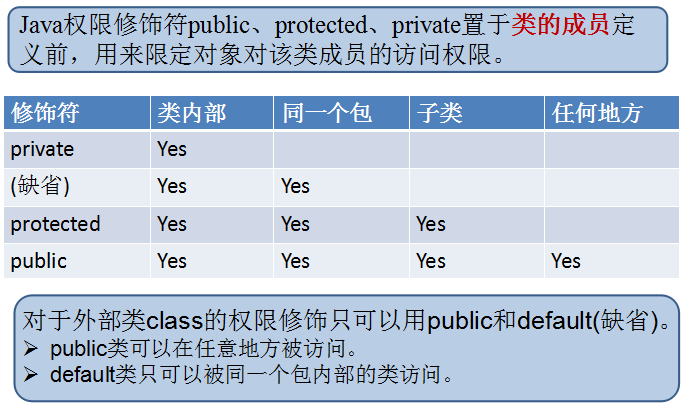 Java权限修饰符public、protected、private置于类的成员定
义前，用来限定对象对该类成员的访问权限。
修饰符 类内部 同一个包 子类 任何地方
private Yes
(缺省) Yes Yes
protected Yes Yes Yes
public Yes Yes Yes Yes
对于外部类class的权限修饰只可以用public和default(缺省)。
➢ public类可以在任意地方被访问。
➢ default类只可以被同一个包内部的类访问。